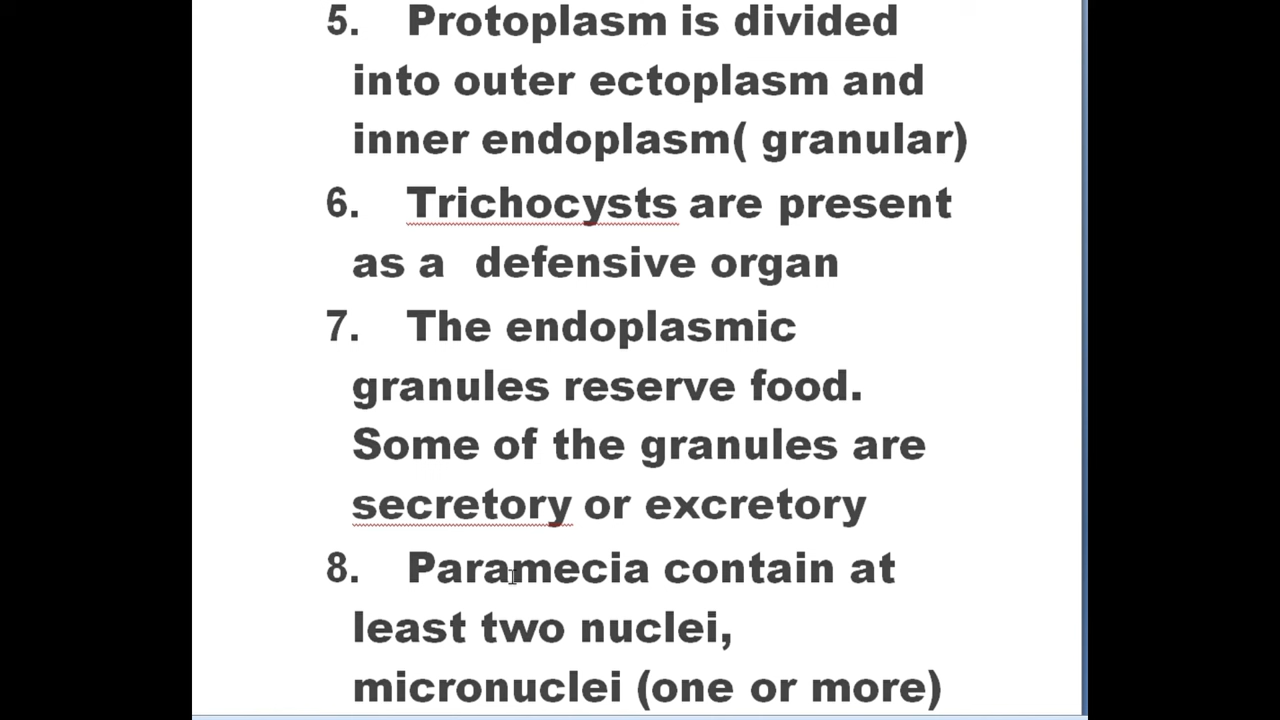 5. Protoplasm is divided
into outer ectoplasm and
inner endoplasm( granular)
6. Trichocysts are present
as a defensive organ
7. The endoplasmic
granules reserve food.
Some of the granules are
secretory or excretory
8. Paramecia contain at
least two nuclei,
micronuclei (one or more)